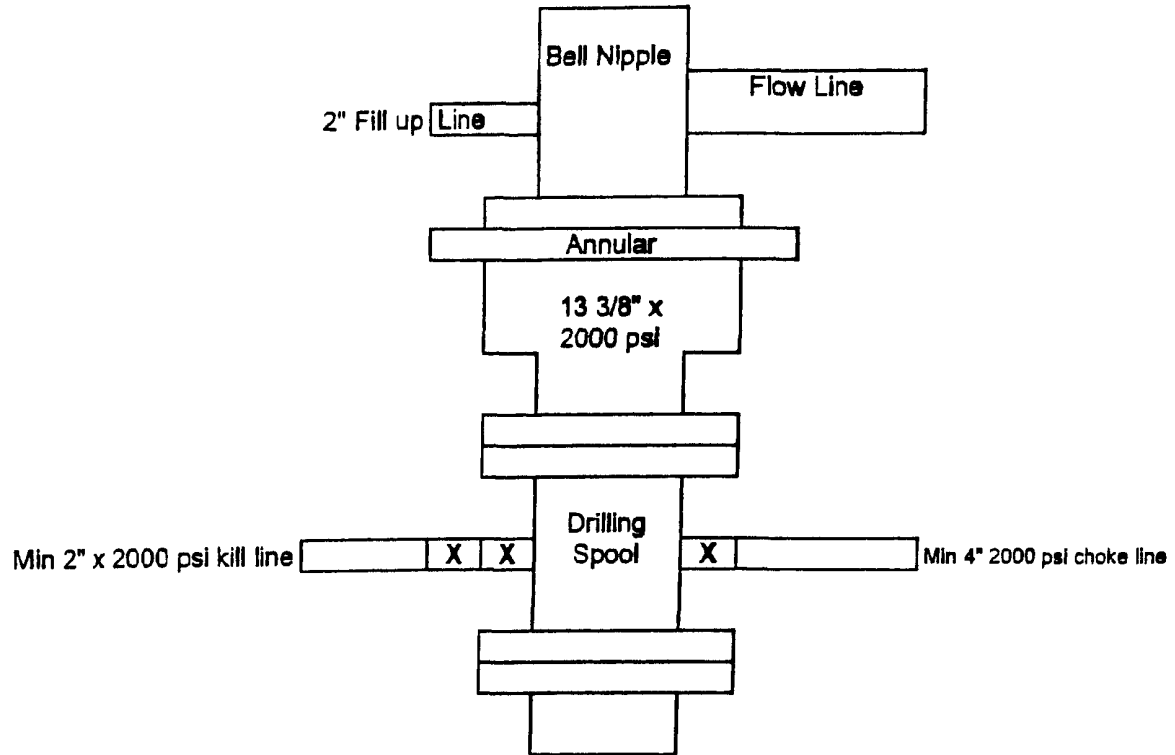 Bell Nipple
Flow Line
2" Fill up Line
Annular
13 3/8" x
2000 psi
Drilling
Spool
Min 2" x 2000 psi kill line
X X
X
Min 4" 2000 psi choke line